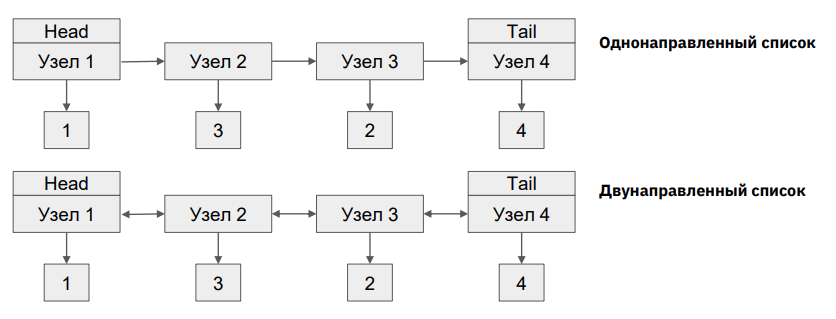 Head
Tail
Однонаправленный список
Узел 1
Узел 2
Узел 3
Узел 4
1
3
2
4
Head
Tail
Двунаправленный список
Узел 1
Узел 2
Узел 3
Узел 4
1
3
2
4